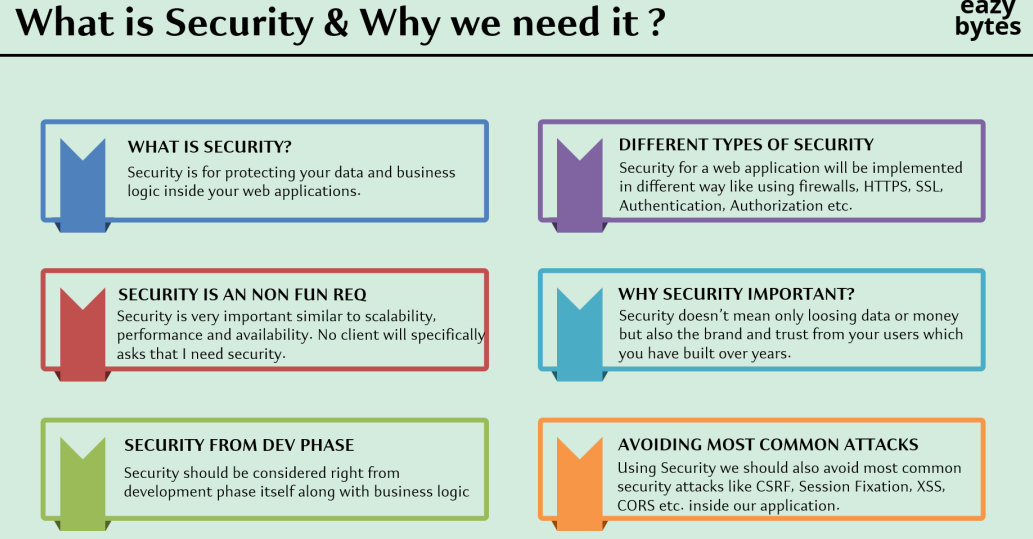 What is Security & Why we need it ?
eazy
bytes
WHAT IS SECURITY?
Security is for protecting your data and business
logic inside your web applications.
DIFFERENT TYPES OF SECURITY
Security for a web application will be implemented
in different way like using firewalls, HTTPS, SSL,
Authentication, Authorization etc.
SECURITY IS AN NON FUN REQ
Security is very important similar to scalability,
performance and availability. No client will specifically
asks that I need security.
WHY SECURITY IMPORTANT?
Security doesn't mean only loosing data or money
but also the brand and trust from your users which
you have built over years.
SECURITY FROM DEV PHASE
Security should be considered right from
development phase itself along with business logic
AVOIDING MOST COMMON ATTACKS
Using Security we should also avoid most common
security attacks like CSRF, Session Fixation, XSS,
CORS etc. inside our application.